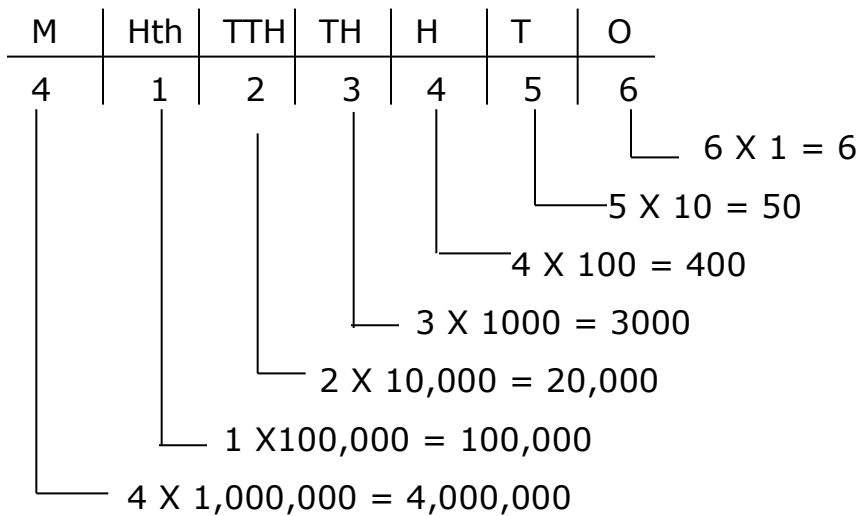 M Hth TTH TH H T O
4 1 2 3 4 5 6
6 X 1 = 6
5 X 10 = 50
4 X 100 = 400
3 X 1000 = 3000
2 X 10,000 = 20,000
1 X100,000 = 100,000
4 X 1,000,000 = 4,000,000